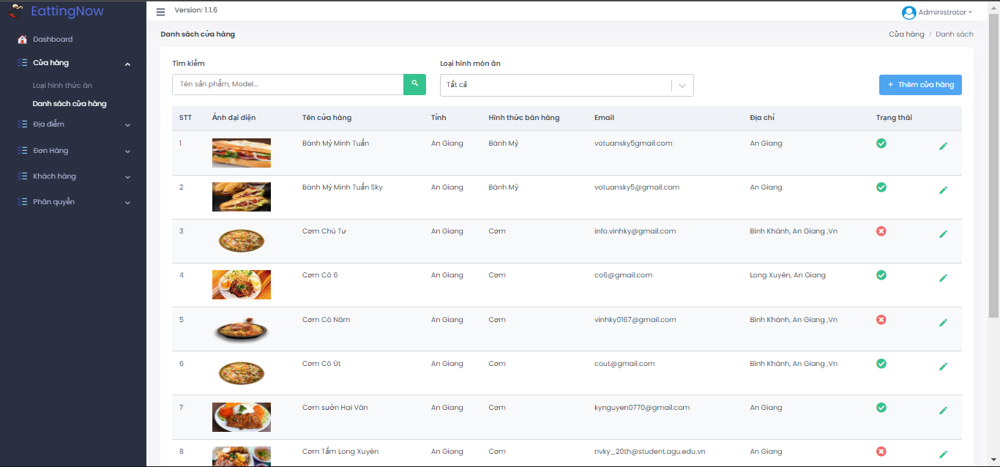 EattingNow
Version: 1.1.6
Administrator
Dashboard
Cửa hàng
Loại hình thức ăn
Danh sách cửa hàng
Địa điểm
Đơn Hàng
Khách hàng
Phân quyền
Danh sách cửa hàng
Cửa hàng / Danh sách
Tìm kiếm
Loại hình món ăn
Tên sản phẩm, Model...
Tất cả
+ Thêm cửa hàng
STT Ảnh đại diện Tên cửa hàng Tỉnh Hình thức bán hàng Email Địa chỉ Trạng thái
1 Bánh Mỳ Minh Tuấn An Giang Bánh Mỳ votuansky5gmail.com An Giang
2 Bánh Mỳ Minh Tuấn Sky An Giang Bánh Mỳ votuansky5@gmail.com An Giang
3 Cơm Chú Tư An Giang Cơm info.vinhky@gmail.com Bình Khánh, An Giang ,Vn
4 Cơm Cô 6 An Giang Cơm co6@gmail.com Long Xuyên, An Giang
5 Cơm Cô Năm An Giang Cơm vinhky0167@gmail.com Bình Khánh, An Giang ,Vn
6 Cơm Cô Út An Giang Cơm cout@gmail.com Bình Khánh, An Giang ,Vn
7 Cơm sườn Hai Vân An Giang Cơm kynguyen0770@gmail.com An Giang
8 Cơm Tấm Long Xuyên An Giang Cơm nvky_20th@student.agu.edu.vn An Giang